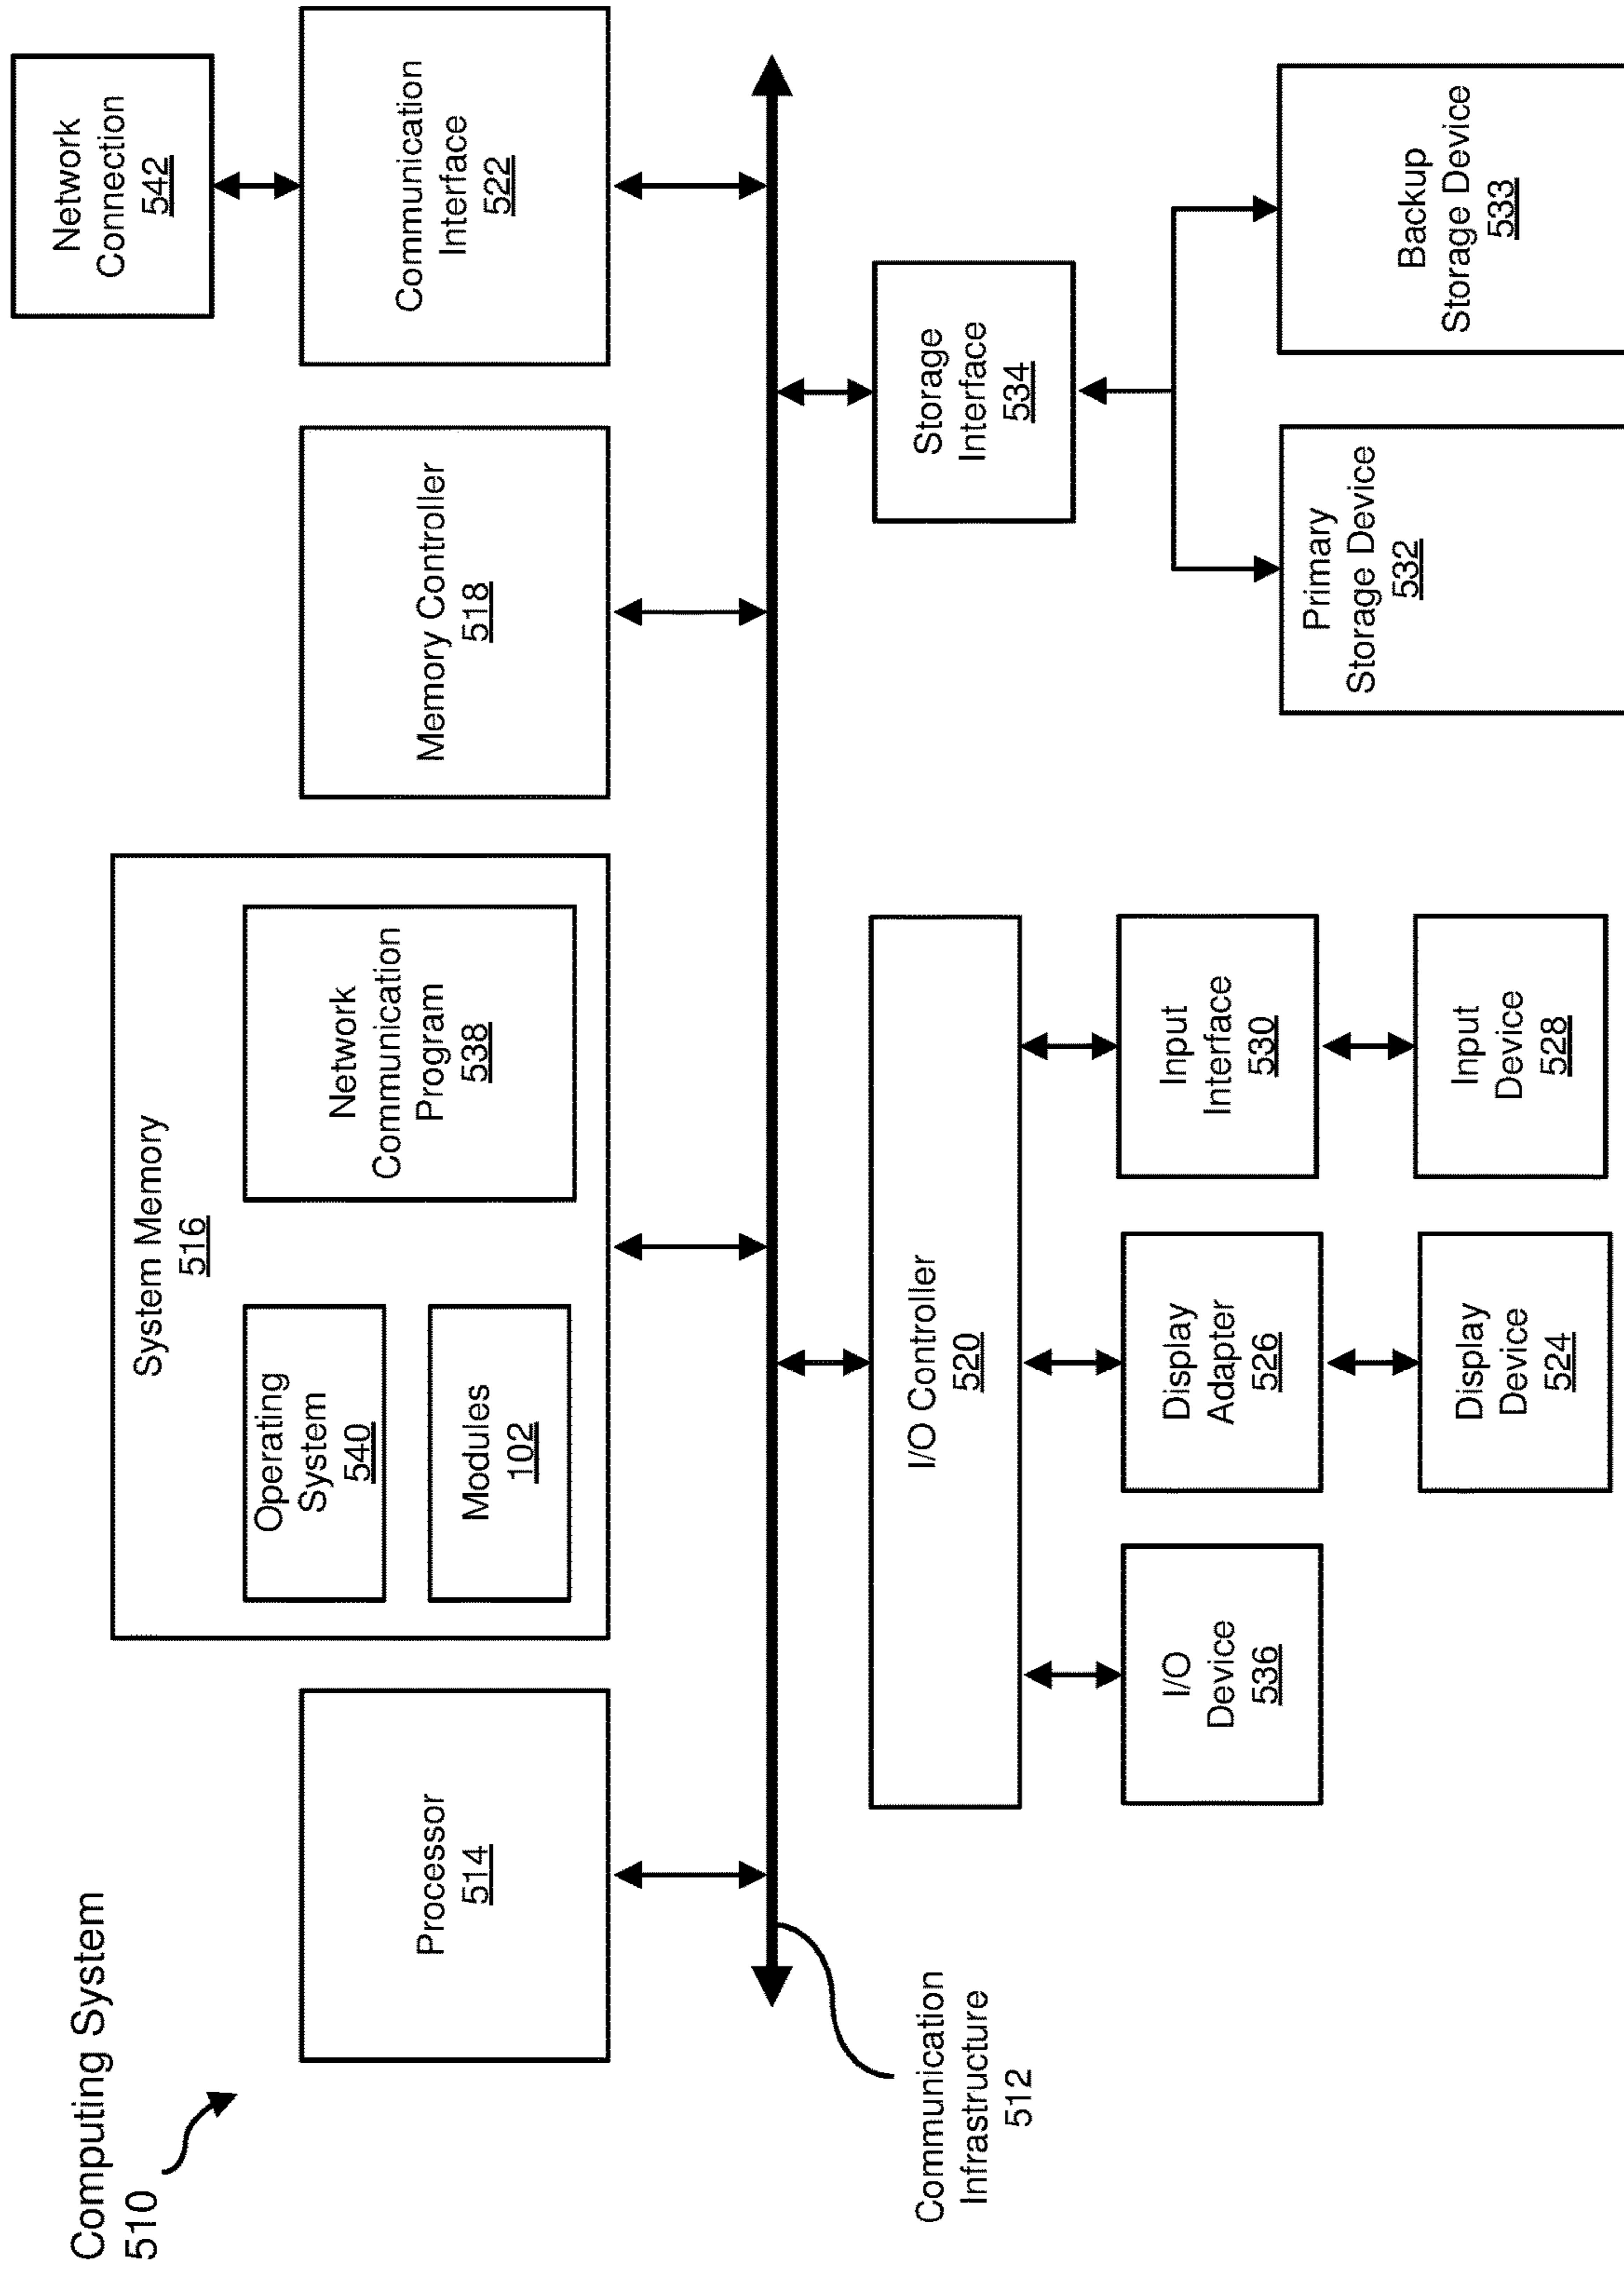 Computing System
510
Processor
514
System Memory
516
Operating
System
540
Modules
102
Network
Communication
Program
538
Memory Controller
518
Communication
Interface
522
Network
Connection
542
Communication
Infrastructure
512
I/O Controller
520
I/O
Device
536
Display
Adapter
526
Input
Interface
530
Display
Device
524
Input
Device
528
Storage
Interface
534
Primary
Storage Device
532
Backup
Storage Device
533